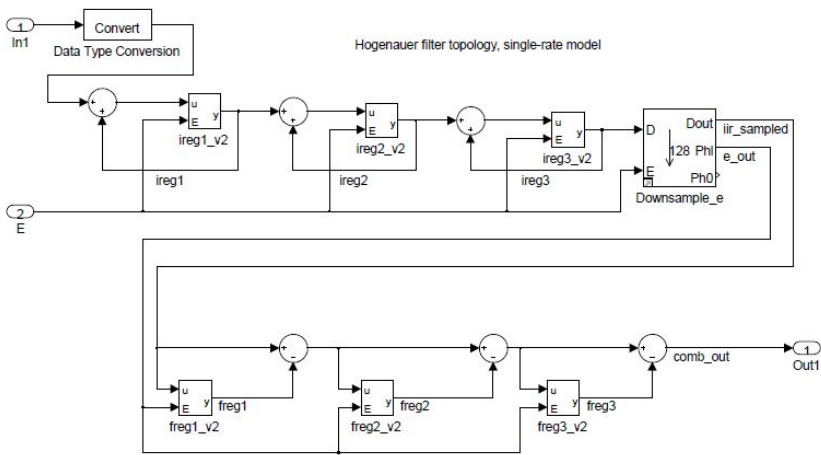 1
In1
Convert
Data Type Conversion
Hogenauer filter topology, single-rate model
+
+
u
E
y
ireg1_v2
ireg1
+
+
u
E
y
ireg2_v2
ireg2
+
+
u
E
y
ireg3_v2
ireg3
D
E
128
Dout
PhI
Ph0
Downsample_e
iir_sampled
e_out
2
E
+
-
+
-
+
-
comb_out
1
Out1
u
E
y
freg1
freg1_v2
u
E
y
freg2
freg2_v2
u
E
y
freg3
freg3_v2